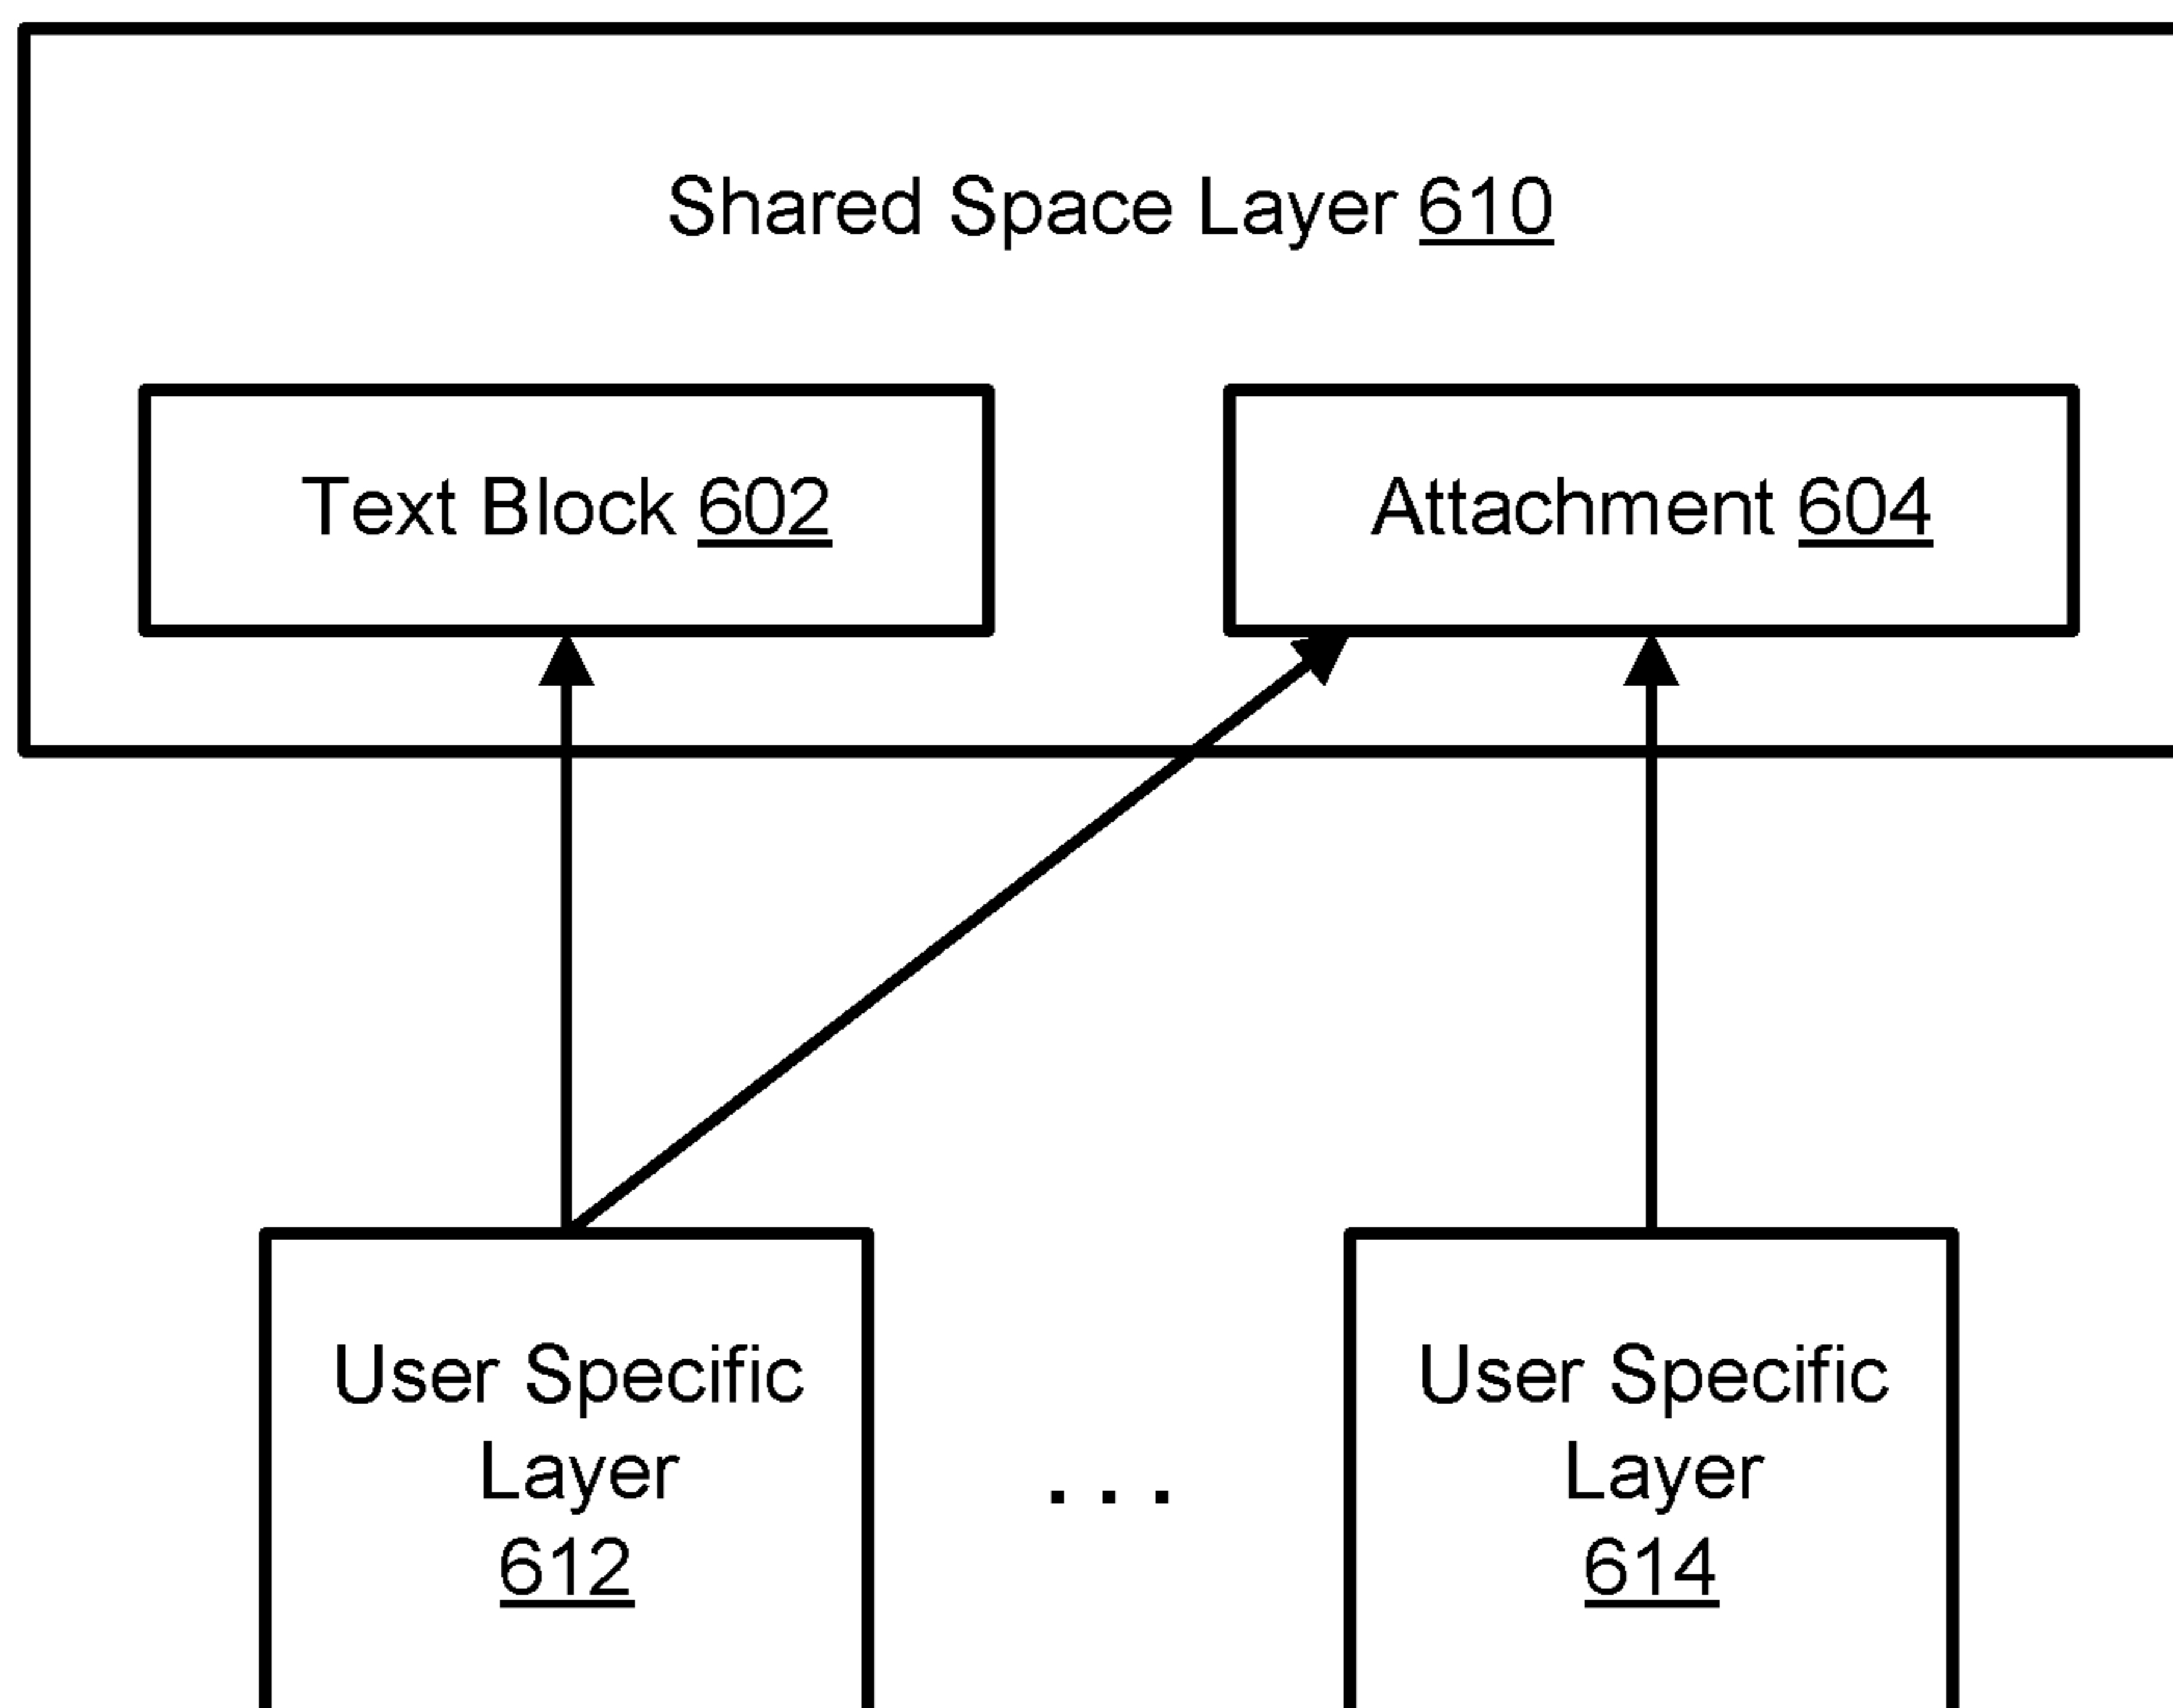 Shared Space Layer 610
Text Block 602
Attachment 604
User Specific
Layer
612
. . .
User Specific
Layer
614